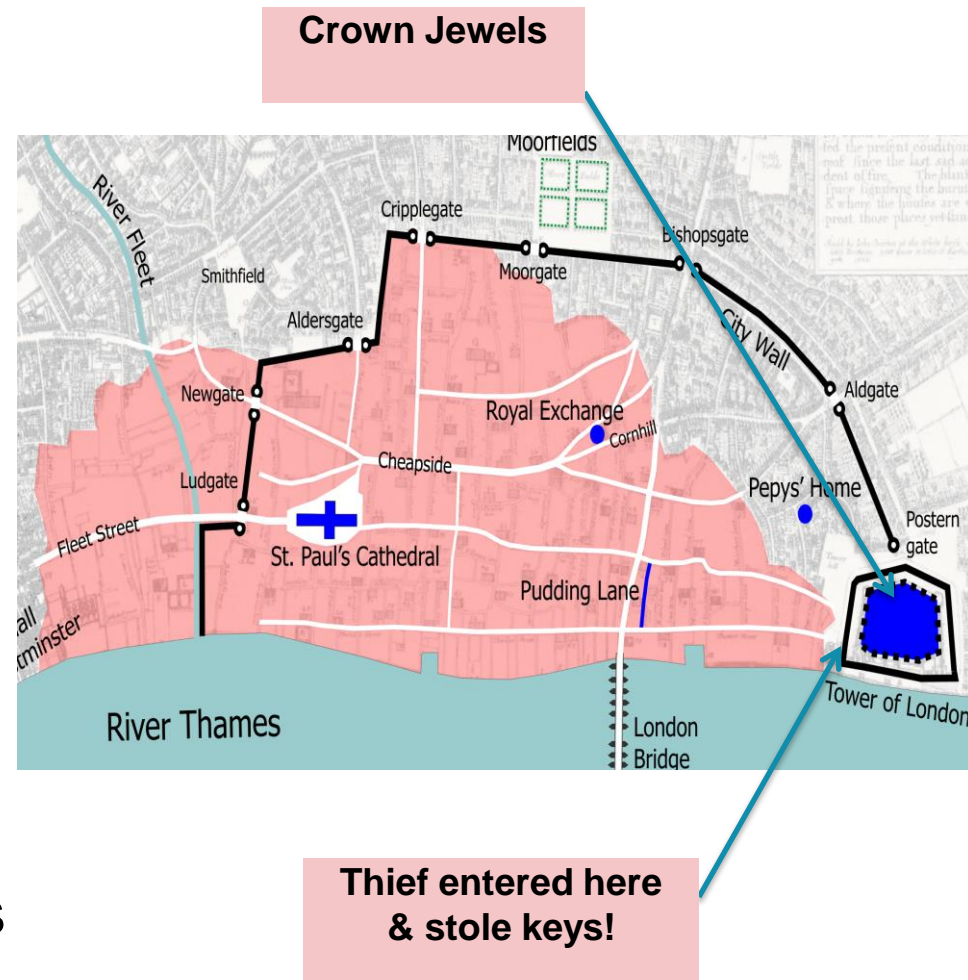 Crown Jewels
Moorfields
River Fleet
Cripplegate
Bishopsgate
Smithfield
Moorgate
Aldersgate
City Wall
Aldgate
Newgate
Royal Exchange
Cornhill
Cheapside
Ludgate
Pepys' Home
Fleet Street
Postern
gate
St. Paul's Cathedral
Pudding Lane
all
tminster
Tower of London
River Thames
London
Bridge
Thief entered here
& stole keys!
s